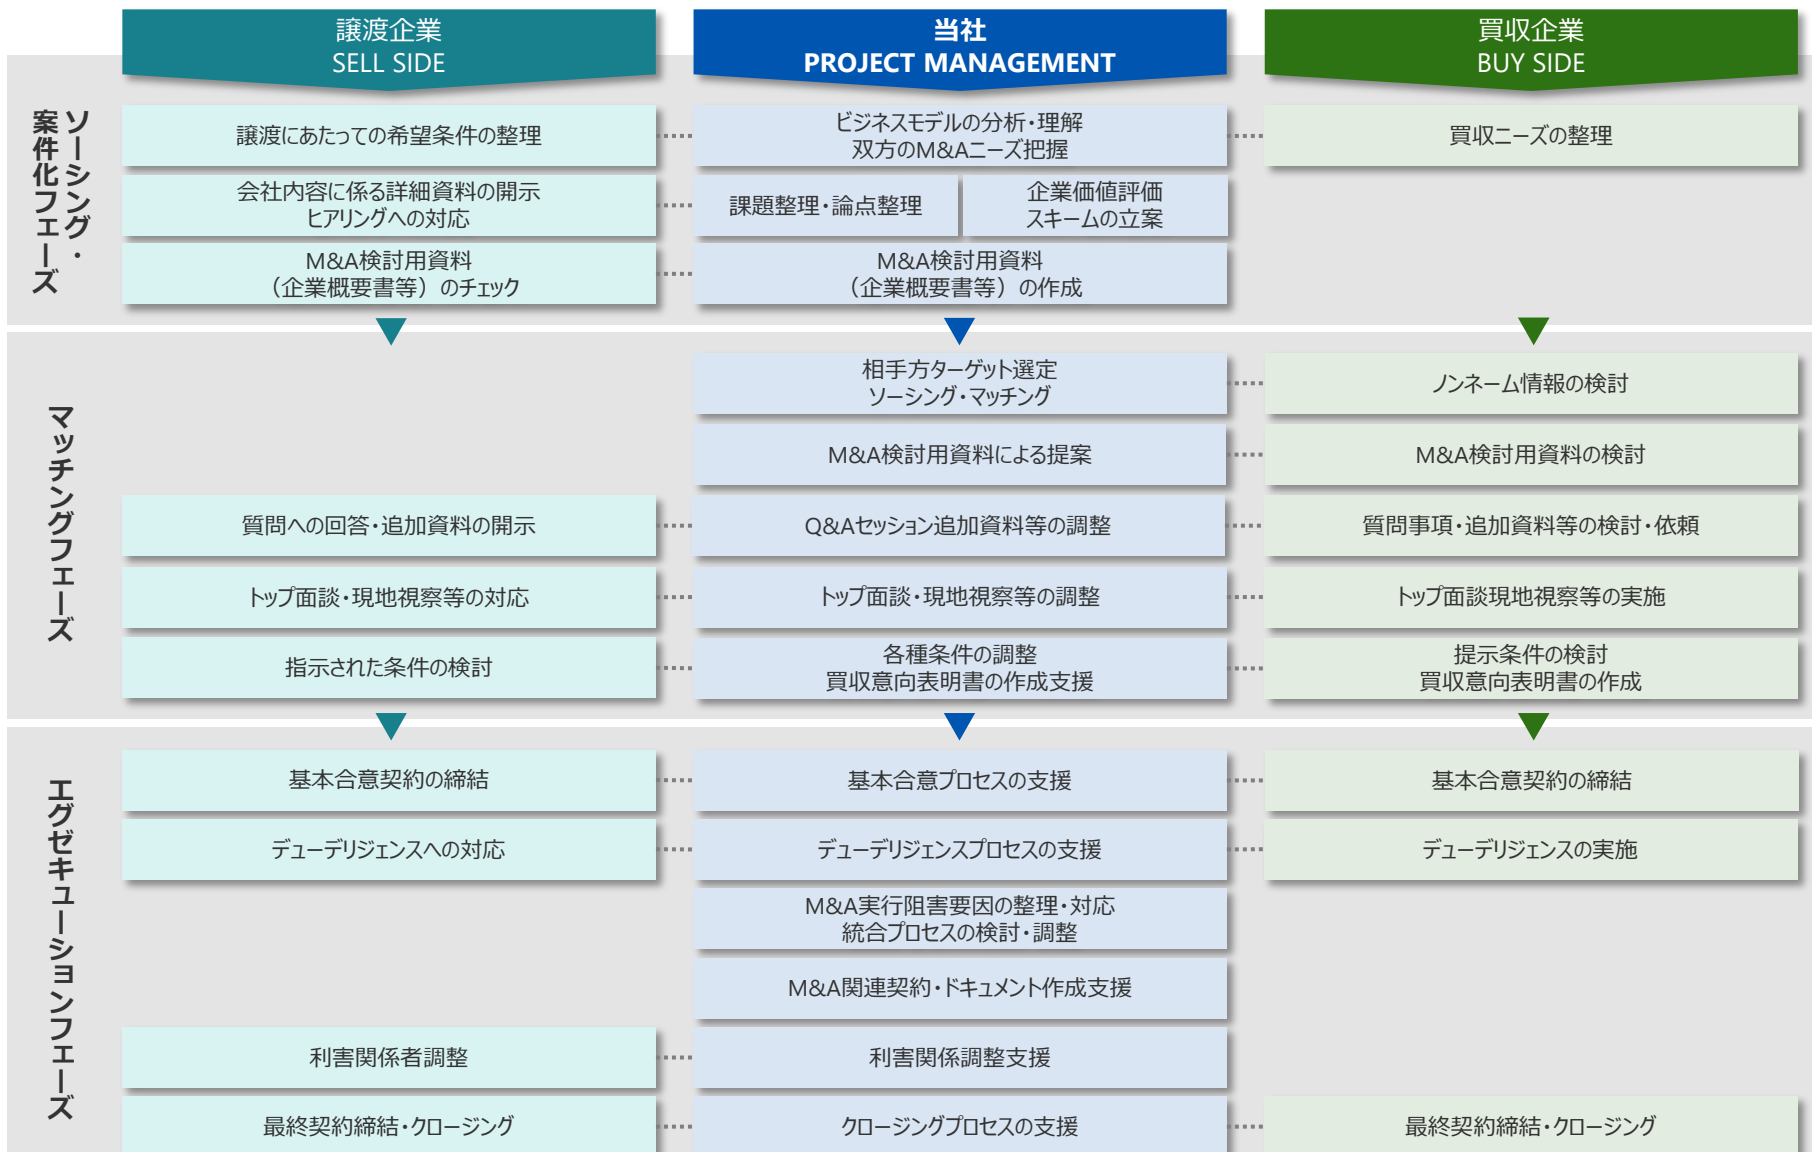 譲渡企業
SELL SIDE
当社
PROJECT MANAGEMENT
買収企業
BUY SIDE
ソーシング・
案件化フェーズ
譲渡にあたっての希望条件の整理
ビジネスモデルの分析・理解
双方のM&Aニーズ把握
買収ニーズの整理
会社内容に係る詳細資料の開示
ヒアリングへの対応
課題整理・論点整理
企業価値評価
スキームの立案
M&A検討用資料
（企業概要書等）のチェック
M&A検討用資料
（企業概要書等）の作成
マッチングフェーズ
相手方ターゲット選定
ソーシング・マッチング
ノンネーム情報の検討
M&A検討用資料による提案
M&A検討用資料の検討
質問への回答・追加資料の開示
Q&Aセッション追加資料等の調整
質問事項・追加資料等の検討・依頼
トップ面談・現地視察等の対応
トップ面談・現地視察等の調整
トップ面談現地視察等の実施
指示された条件の検討
各種条件の調整
買収意向表明書の作成支援
提示条件の検討
買収意向表明書の作成
エグゼキューションフェーズ
基本合意契約の締結
基本合意プロセスの支援
基本合意契約の締結
デューデリジェンスへの対応
デューデリジェンスプロセスの支援
デューデリジェンスの実施
M&A実行阻害要因の整理・対応
統合プロセスの検討・調整
M&A関連契約・ドキュメント作成支援
利害関係者調整
利害関係調整支援
最終契約締結・クロージング
クロージングプロセスの支援
最終契約締結・クロージング